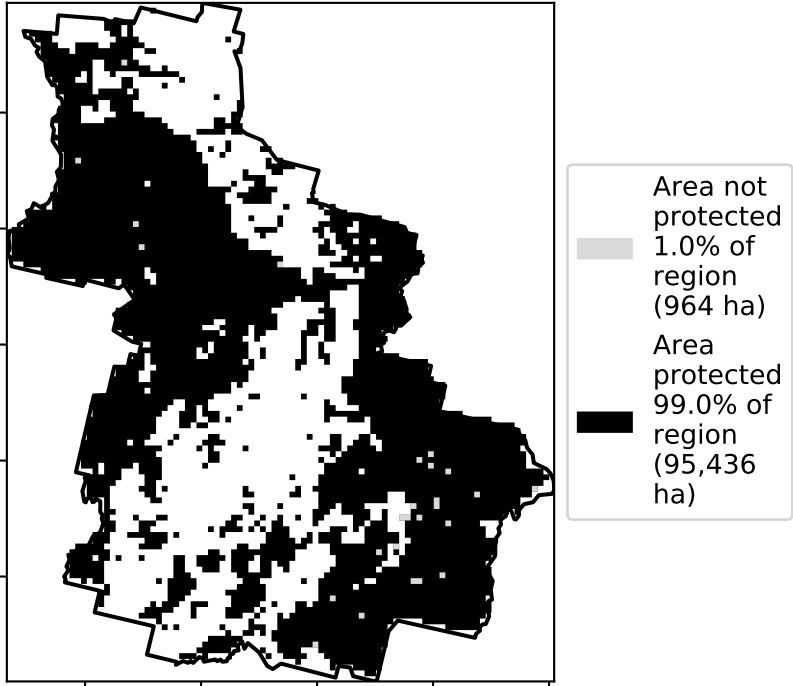 Area not
protected
1.0% of
region
(964 ha)
Area
protected
99.0% of
region
(95,436
ha)